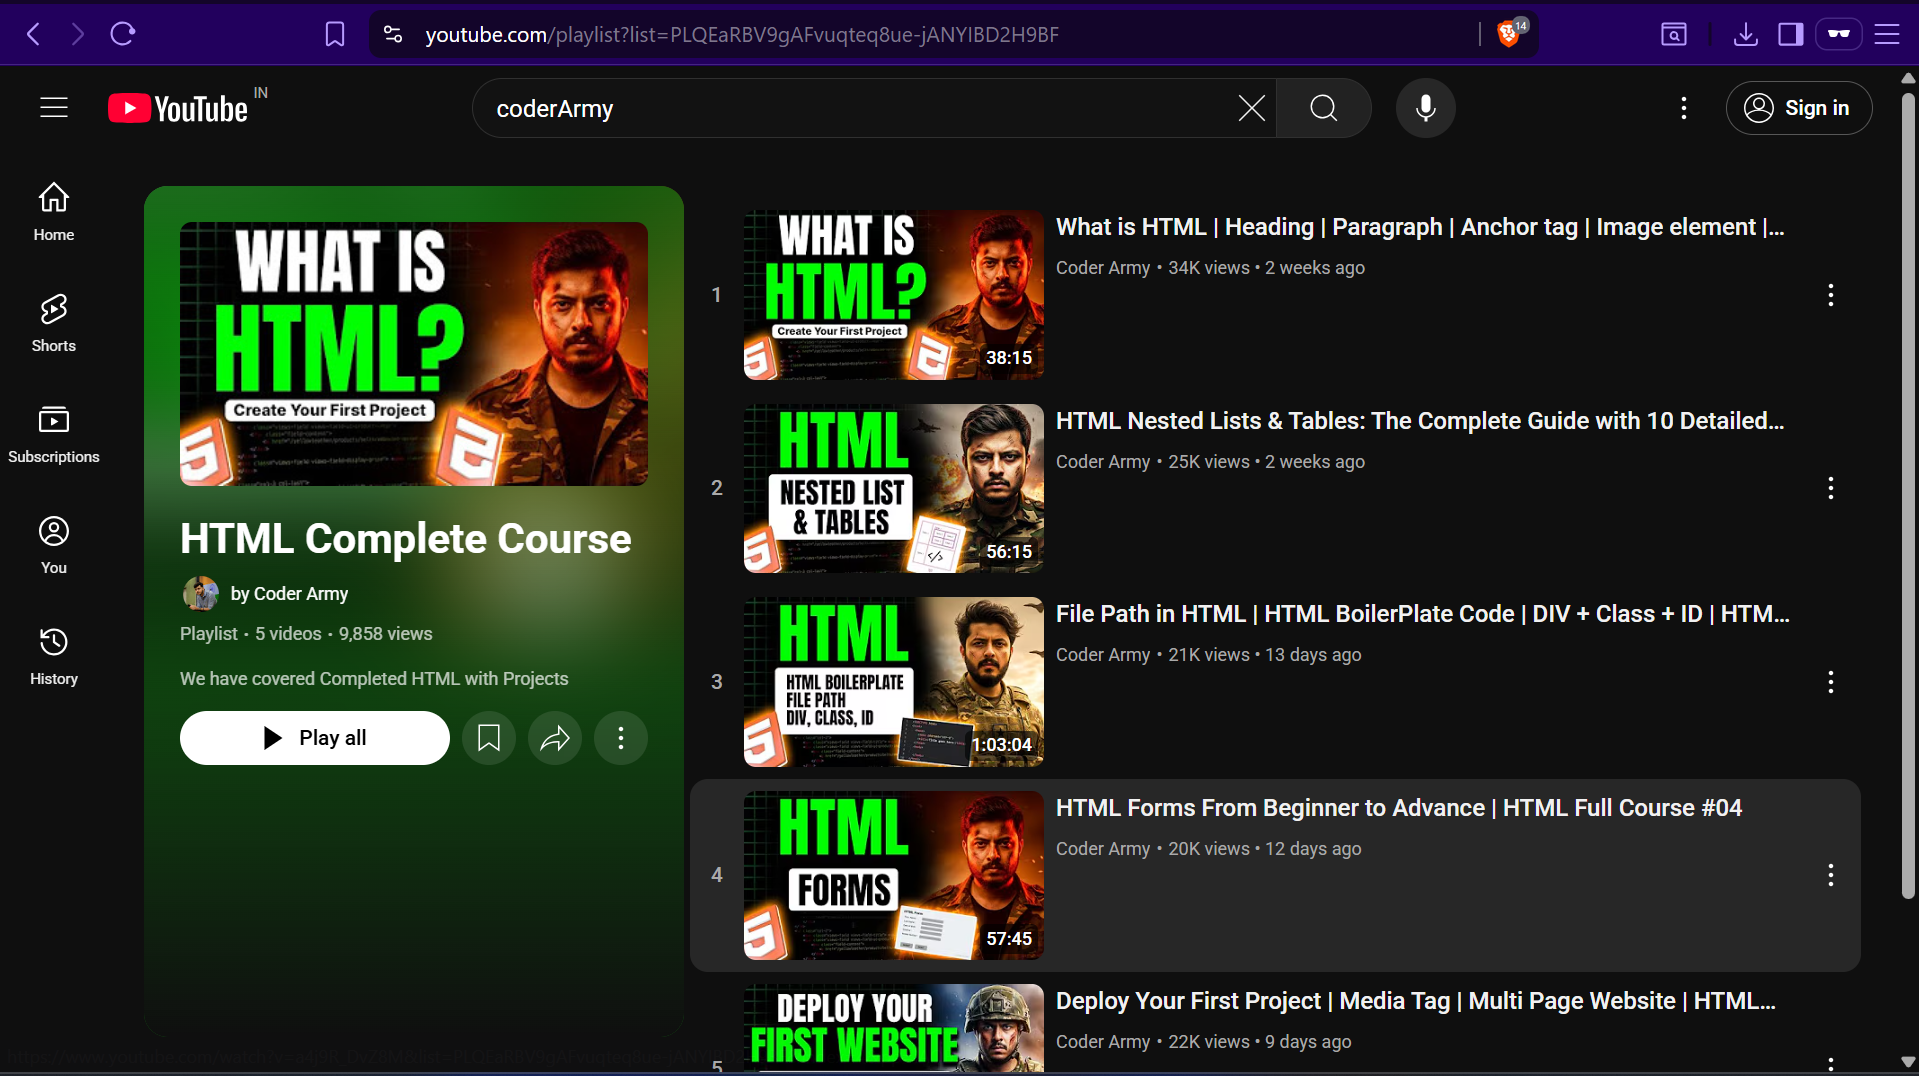 youtube.com/playlist?list=PLQEaRBV9gAFvuqteq8ue-jANYIBD2H9BF
14
YouTube IN
coderArmy
Sign in
Home
Shorts
Subscriptions
You
History
WHAT IS
HTML?
Create Your First Project
HTML Complete Course
by Coder Army
Playlist • 5 videos • 9,858 views
We have covered Completed HTML with Projects
Play all
1
WHAT IS
HTML?
Create Your First Project
38:15
What is HTML | Heading | Paragraph | Anchor tag | Image element |...
Coder Army • 34K views • 2 weeks ago
2
HTML
NESTED LIST
& TABLES
</>
56:15
HTML Nested Lists & Tables: The Complete Guide with 10 Detailed...
Coder Army • 25K views • 2 weeks ago
3
HTML
HTML BOILERPLATE
FILE PATH
DIV, CLASS, ID
1:03:04
File Path in HTML | HTML BoilerPlate Code | DIV + Class + ID | HTM...
Coder Army • 21K views • 13 days ago
4
HTML
FORMS
57:45
HTML Forms From Beginner to Advance | HTML Full Course #04
Coder Army • 20K views • 12 days ago
5
DEPLOY YOUR
FIRST WEBSITE
Deploy Your First Project | Media Tag | Multi Page Website | HTML...
Coder Army • 22K views • 9 days ago